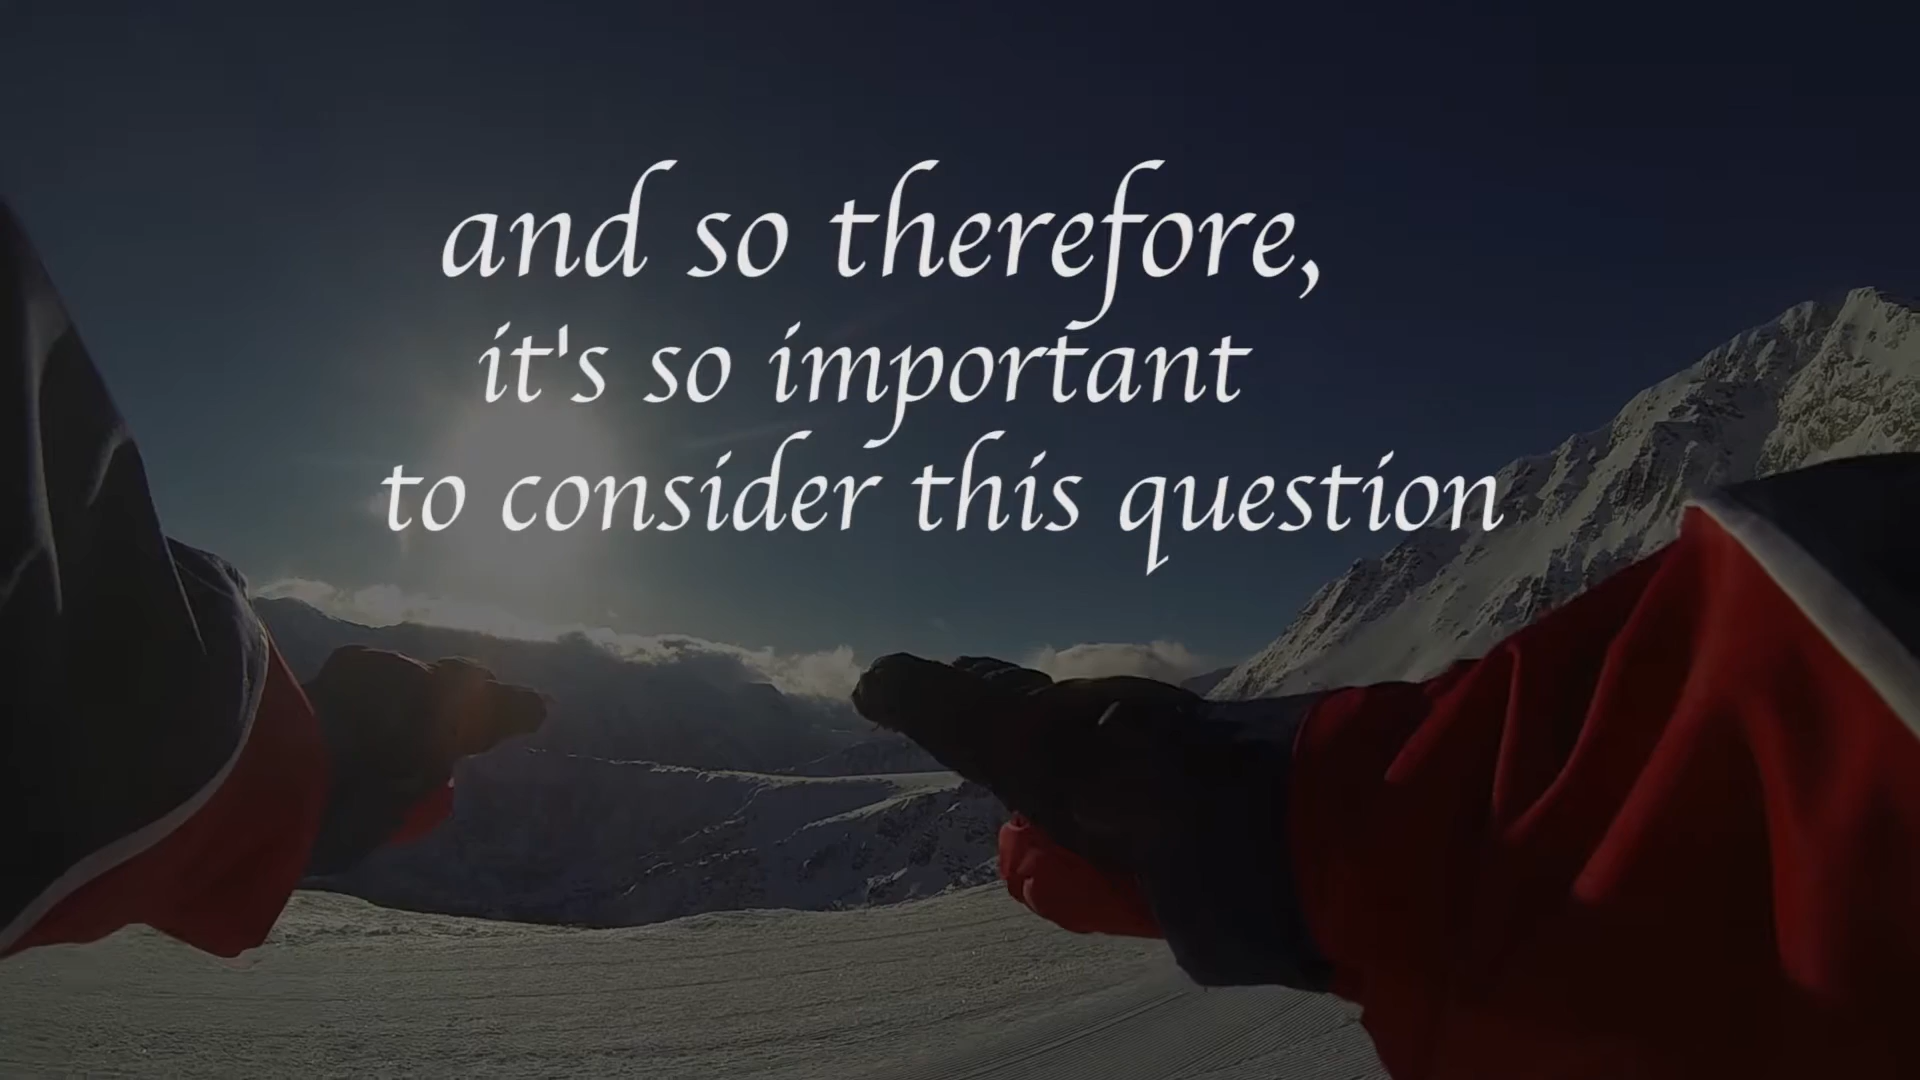 and so therefore,
it's so important
to consider this question